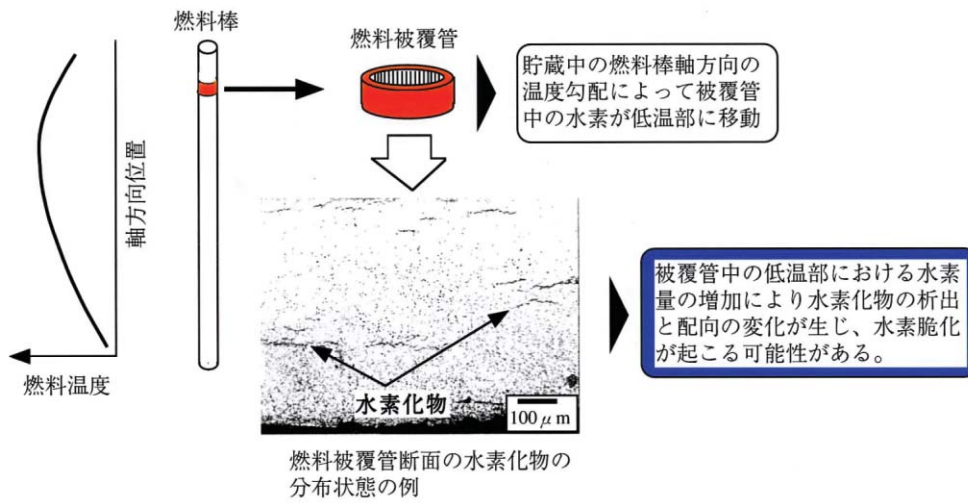 燃料棒
燃料被覆管
貯蔵中の燃料棒軸方向の
温度勾配によって被覆管
中の水素が低温部に移動
軸方向位置
燃料温度
水素化物
100μm
被覆管中の低温部における水素
量の増加により水素化物の析出
と配向の変化が生じ、水素脆化
が起こる可能性がある。
燃料被覆管断面の水素化物の
分布状態の例